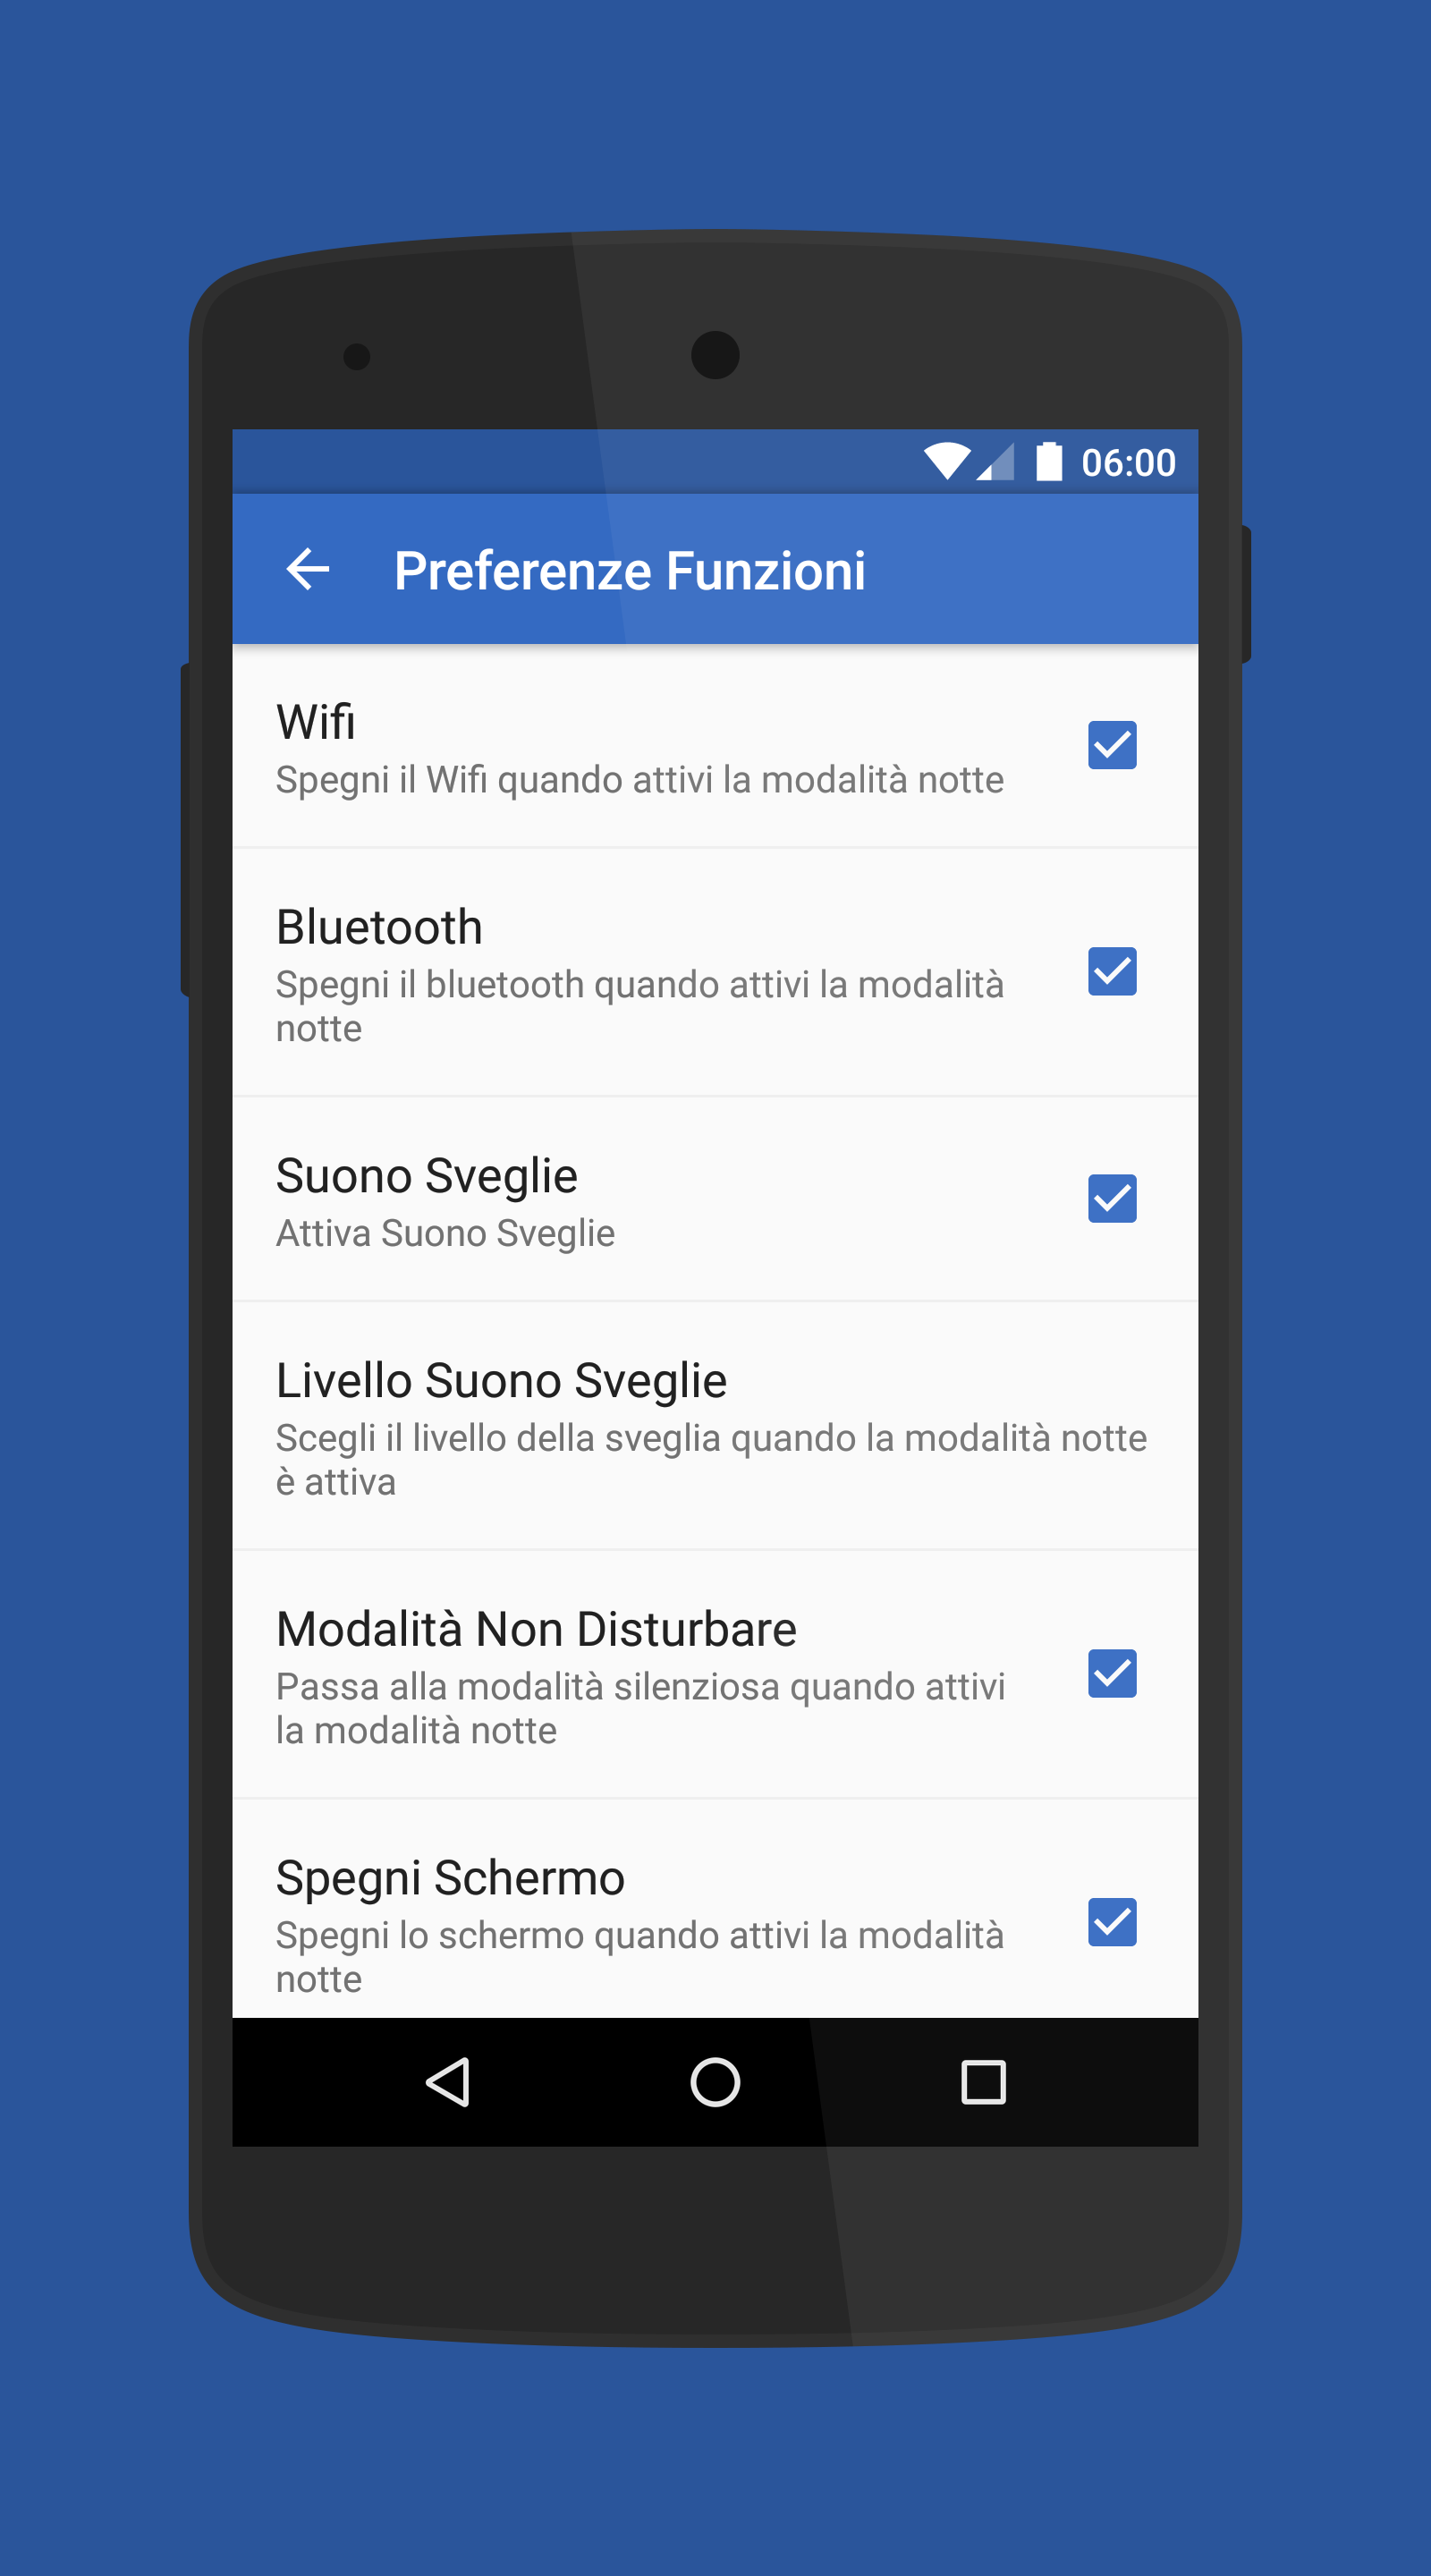 06:00
Preferenze Funzioni
Wifi
Spegni il Wifi quando attivi la modalità notte
Bluetooth
Spegni il bluetooth quando attivi la modalità
notte
Suono Sveglie
Attiva Suono Sveglie
Livello Suono Sveglie
Scegli il livello della sveglia quando la modalità notte
è attiva
Modalità Non Disturbare
Passa alla modalità silenziosa quando attivi
la modalità notte
Spegni Schermo
Spegni lo schermo quando attivi la modalità
notte